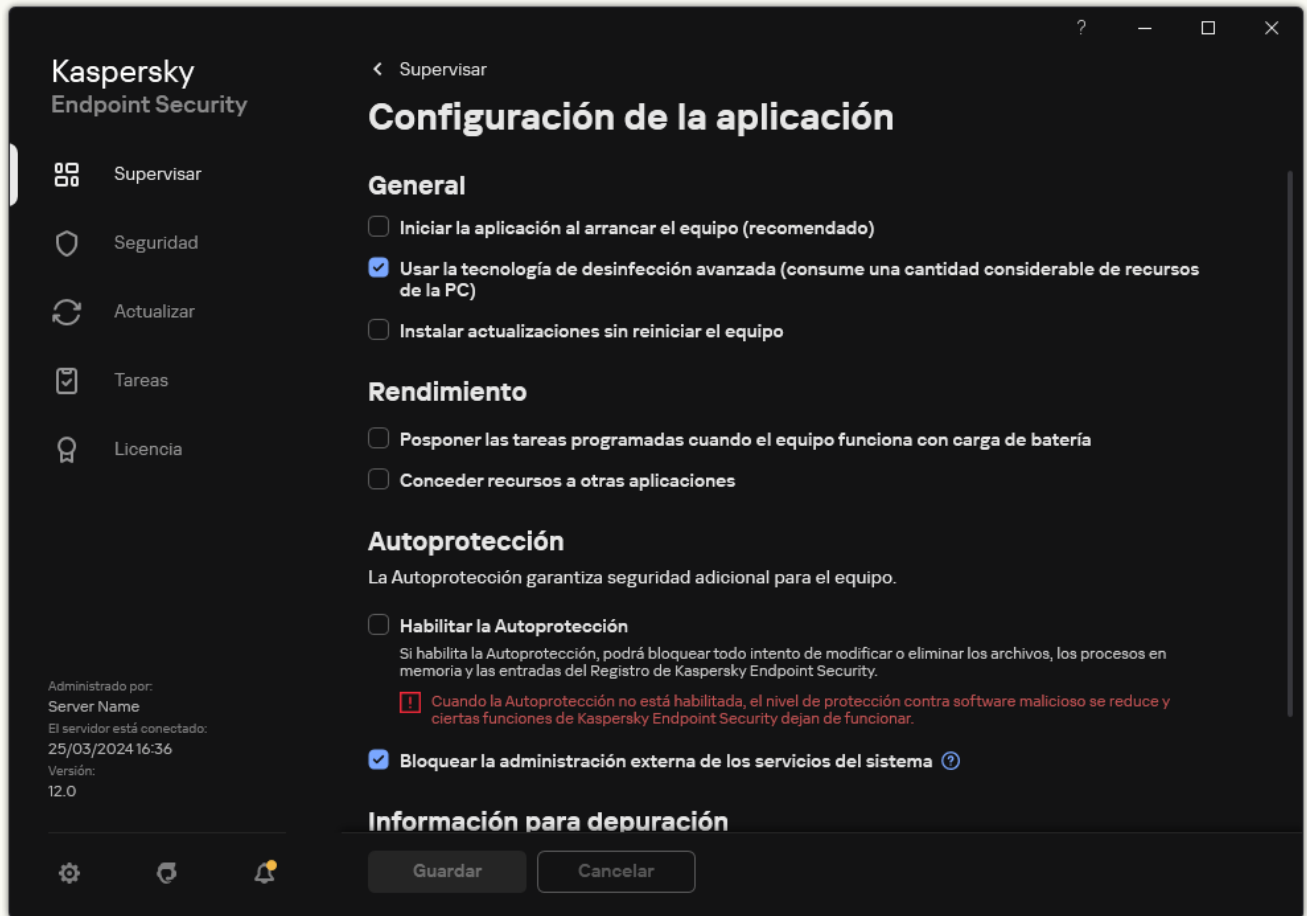 Kaspersky
Endpoint Security
Supervisar
Seguridad
Actualizar
Tareas
Licencia
Administrado por:
Server Name
El servidor está conectado:
25/03/2024 16:36
Versión:
12.0
Supervisar
Configuración de la aplicación
General
Iniciar la aplicación al arrancar el equipo (recomendado)
Usar la tecnología de desinfección avanzada (consume una cantidad considerable de recursos
de la PC)
Instalar actualizaciones sin reiniciar el equipo
Rendimiento
Posponer las tareas programadas cuando el equipo funciona con carga de batería
Conceder recursos a otras aplicaciones
Autoprotección
La Autoprotección garantiza seguridad adicional para el equipo.
Habilitar la Autoprotección
Si habilita la Autoprotección, podrá bloquear todo intento de modificar o eliminar los archivos, los procesos en
memoria y las entradas del Registro de Kaspersky Endpoint Security.
Cuando la Autoprotección no está habilitada, el nivel de protección contra software malicioso se reduce y
ciertas funciones de Kaspersky Endpoint Security dejan de funcionar.
Bloquear la administración externa de los servicios del sistema
Información para depuración
Guardar
Cancelar